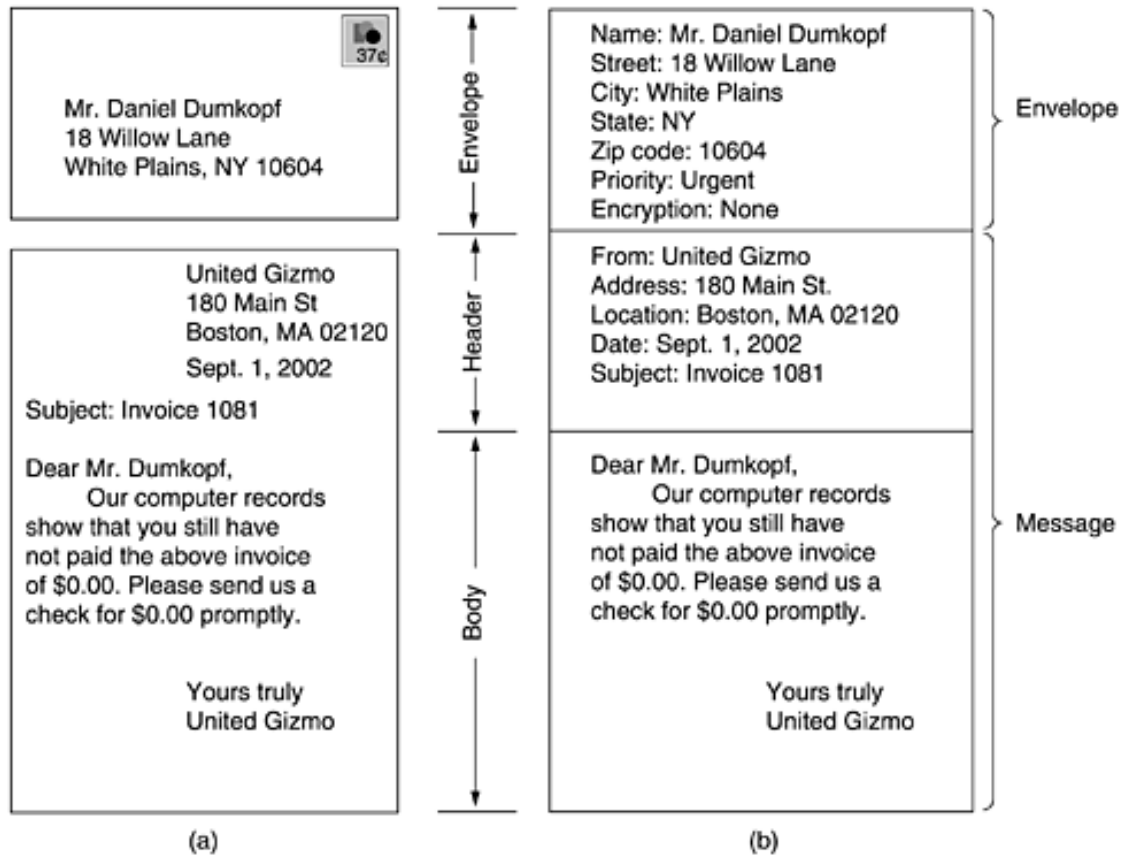 37¢
Mr. Daniel Dumkopf
18 Willow Lane
White Plains, NY 10604
United Gizmo
180 Main St
Boston, MA 02120
Sept. 1, 2002
Subject: Invoice 1081
Dear Mr. Dumkopf,
Our computer records
show that you still have
not paid the above invoice
of $0.00. Please send us a
check for $0.00 promptly.
Yours truly
United Gizmo
(a)
Envelope
Header
Body
Name: Mr. Daniel Dumkopf
Street: 18 Willow Lane
City: White Plains
State: NY
Zip code: 10604
Priority: Urgent
Encryption: None
From: United Gizmo
Address: 180 Main St.
Location: Boston, MA 02120
Date: Sept. 1, 2002
Subject: Invoice 1081
Dear Mr. Dumkopf,
Our computer records
show that you still have
not paid the above invoice
of $0.00. Please send us a
check for $0.00 promptly.
Yours truly
United Gizmo
(b)
Envelope
Message